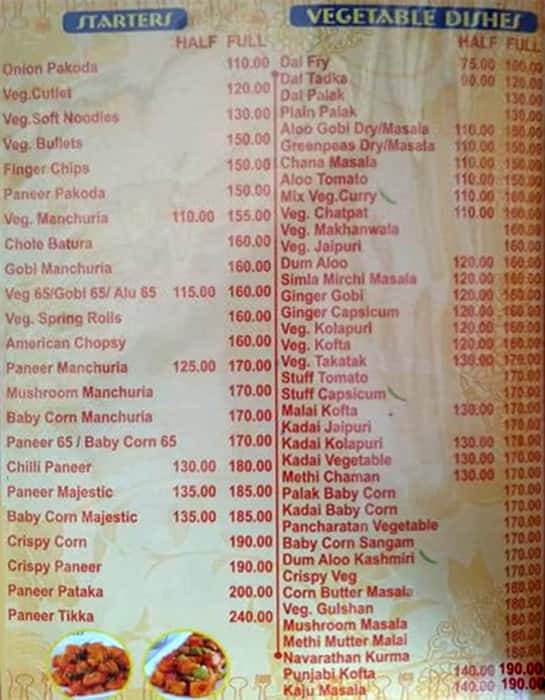 STARTERS
HALF FULL
Onion Pakoda 110.00
Veg.Cutlet 120.00
Veg.Soft Noodles 130.00
Veg. Bullets 150.00
Finger Chips 150.00
Paneer Pakoda 150.00
Veg. Manchuria 110.00 155.00
Chole Batura 160.00
Gobi Manchuria 160.00
Veg 65/Gobi 65/ Alu 65 115.00 160.00
Veg. Spring Rolls 160.00
American Chopsy 160.00
Paneer Manchuria 125.00 170.00
Mushroom Manchuria 170.00
Baby Corn Manchuria 170.00
Paneer 65 / Baby Corn 65 170.00
Chilli Paneer 130.00 180.00
Paneer Majestic 135.00 185.00
Baby Corn Majestic 135.00 185.00
Crispy Corn 190.00
Crispy Paneer 190.00
Paneer Pataka 200.00
Paneer Tikka 240.00
VEGETABLE DISHES
HALF FULL
Dal Fry 75.00 100.00
Dal Tadka 90.00 120.00
Dal Palak 130.00
Plain Palak 130.00
Aloo Gobi Dry/Masala 110.00 150.00
Greenpeas Dry/Masala 110.00 150.00
Chana Masala 110.00 150.00
Aloo Tomato 110.00 150.00
Mix Veg.Curry 110.00 160.00
Veg. Chatpat 110.00 160.00
Veg. Makhanwala 160.00
Veg. Jaipuri 160.00
Dum Aloo 120.00 160.00
Simla Mirchi Masala 120.00 160.00
Ginger Gobi 120.00 160.00
Ginger Capsicum 120.00 160.00
Veg. Kolapuri 120.00 160.00
Veg. Kofta 120.00 160.00
Veg. Takatak 130.00 170.00
Stuff Tomato 170.00
Stuff Capsicum 170.00
Malai Kofta 130.00 170.00
Kadai Jaipuri 170.00
Kadai Kolapuri 130.00 170.00
Kadai Vegetable 130.00 170.00
Methi Chaman 130.00 170.00
Palak Baby Corn 170.00
Kadai Baby Corn 170.00
Pancharatan Vegetable 170.00
Baby Corn Sangam 170.00
Dum Aloo Kashmiri 170.00
Crispy Veg 170.00
Corn Butter Masala 180.00
Veg. Gulshan 180.00
Mushroom Masala 180.00
Methi Mutter Malai 180.00
Navarathan Kurma 180.00
Punjabi Kofta 140.00 190.00
Kaju Masala 140.00 190.00